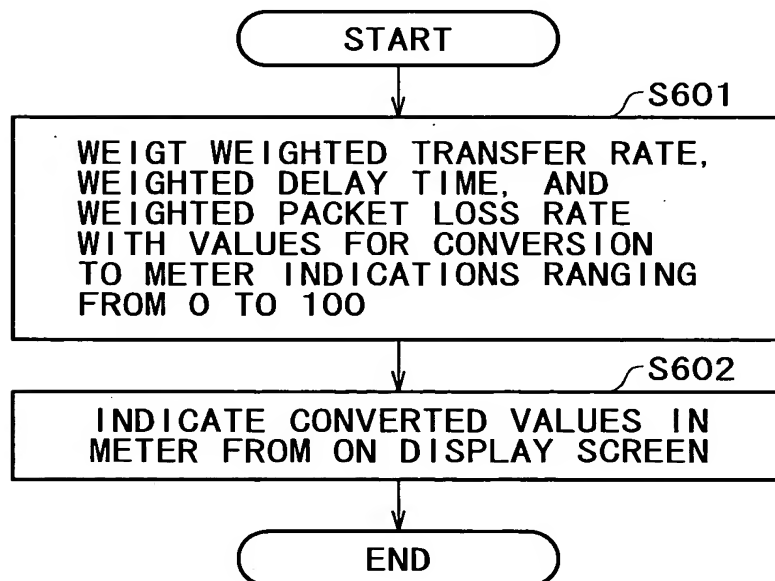 START
S601
WEIGT WEIGHTED TRANSFER RATE,
WEIGHTED DELAY TIME, AND
WEIGHTED PACKET LOSS RATE
WITH VALUES FOR CONVERSION
TO METER INDICATIONS RANGING
FROM 0 TO 100
S602
INDICATE CONVERTED VALUES IN
METER FROM ON DISPLAY SCREEN
END